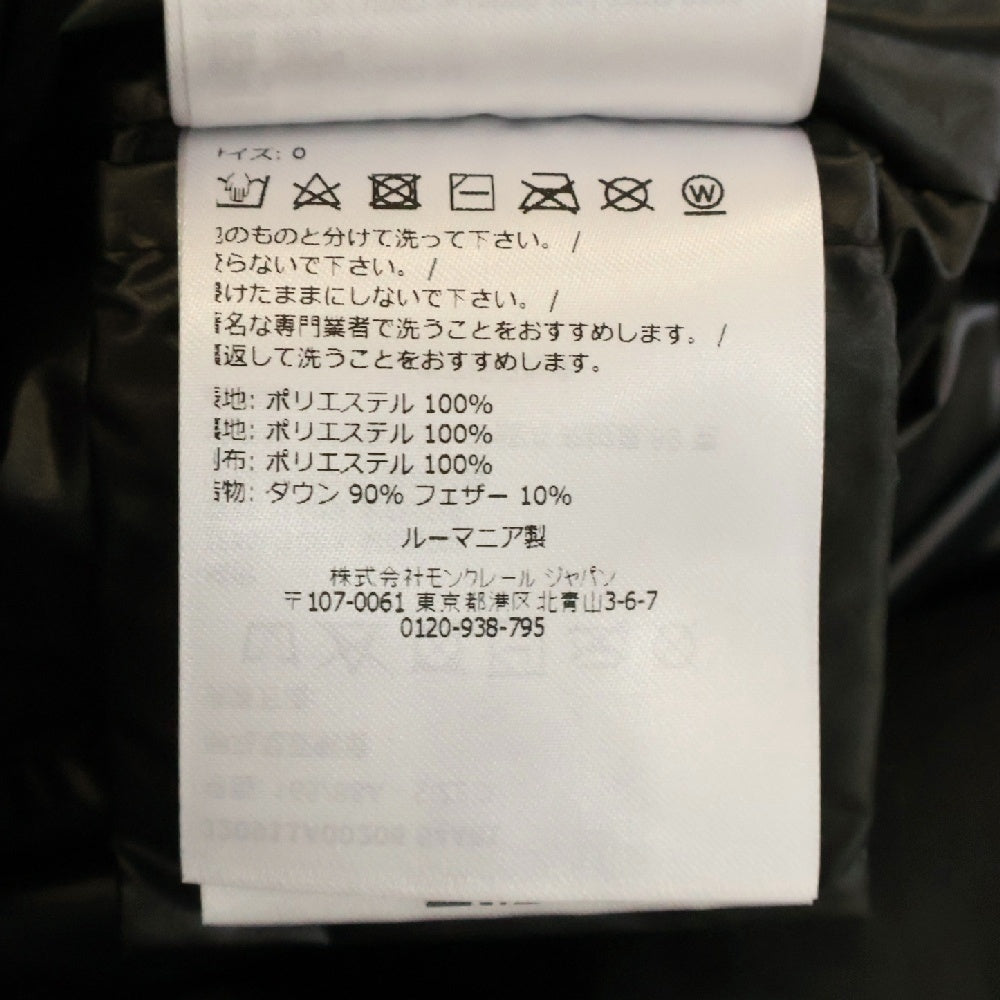 イズ: 0
のものと分けて洗って下さい。 /
らないで下さい。 /
けたままにしないで下さい。 /
名な専門業者で洗うことをおすすめします。 /
返して洗うことをおすすめします。
地: ポリエステル 100%
地: ポリエステル 100%
布: ポリエステル 100%
物: ダウン 90% フェザー 10%
ルーマニア製
株式会社モンクレール ジャパン
〒107-0061 東京都港区北青山3-6-7
0120-938-795